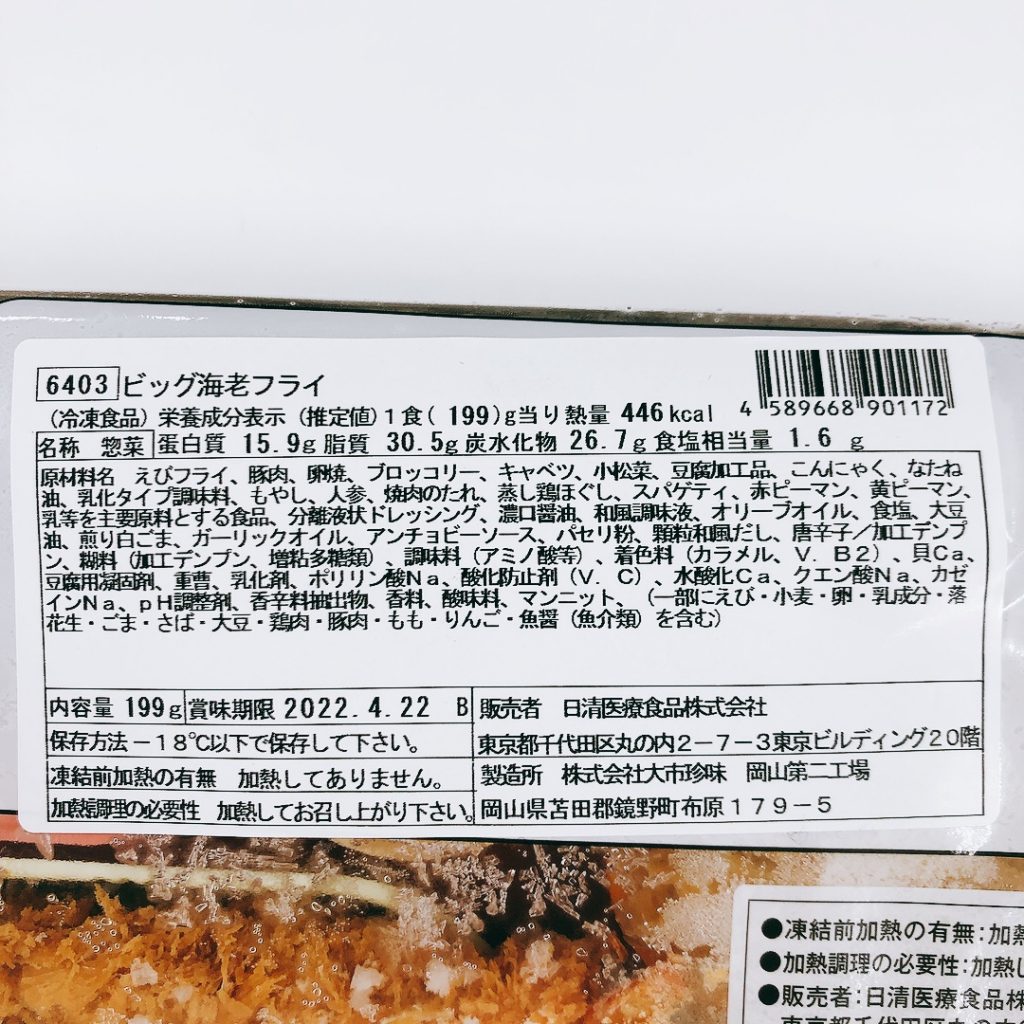 6403 ビッグ海老フライ
4 589668 901172
(冷凍食品) 栄養成分表示 (推定値) 1食( 199)g当り熱量 446kcal
名称 惣菜 蛋白質 15.9g 脂質 30.5g 炭水化物 26.7g 食塩相当量 1.6 g
原材料名 えびフライ、豚肉、卵焼、ブロッコリー、キャベツ、小松菜、豆腐加工品、こんにゃく、なたね
油、乳化タイプ調味料、もやし、人参、焼肉のたれ、蒸し鶏ほぐし、スパゲティ、赤ピーマン、黄ピーマン、
乳等を主要原料とする食品、分離液状ドレッシング、濃口醤油、和風調味液、オリーブオイル、食塩、大豆
油、煎り白ごま、ガーリックオイル、アンチョビーソース、パセリ粉、顆粒和風だし、唐辛子/加工デンプ
ン、糊料(加工デンプン、増粘多糖類)、調味料(アミノ酸等)、着色料(カラメル、V.B2)、貝Ca、
豆腐用凝固剤、重曹、乳化剤、ポリリン酸Na、酸化防止剤(V.C)、水酸化Ca、クエン酸Na、カゼ
インNa、pH調整剤、香辛料抽出物、香料、酸味料、マンニット、(一部にえび・小麦・卵・乳成分・落
花生・ごま・さば・大豆・鶏肉・豚肉・もも・りんご・魚醤(魚介類)を含む)
内容量 199g 賞味期限 2022.4.22 B
保存方法 -18℃以下で保存して下さい。
凍結前加熱の有無 加熱してありません。
加熱調理の必要性 加熱してお召し上がり下さい。
販売者 日清医療食品株式会社
東京都千代田区丸の内2-7-3東京ビルディング20階
製造所 株式会社大市珍味 岡山第二工場
岡山県苫田郡鏡野町布原179-5
●凍結前加熱の有無:加熱
●加熱調理の必要性:加熱し
●販売者:日清医療食品株